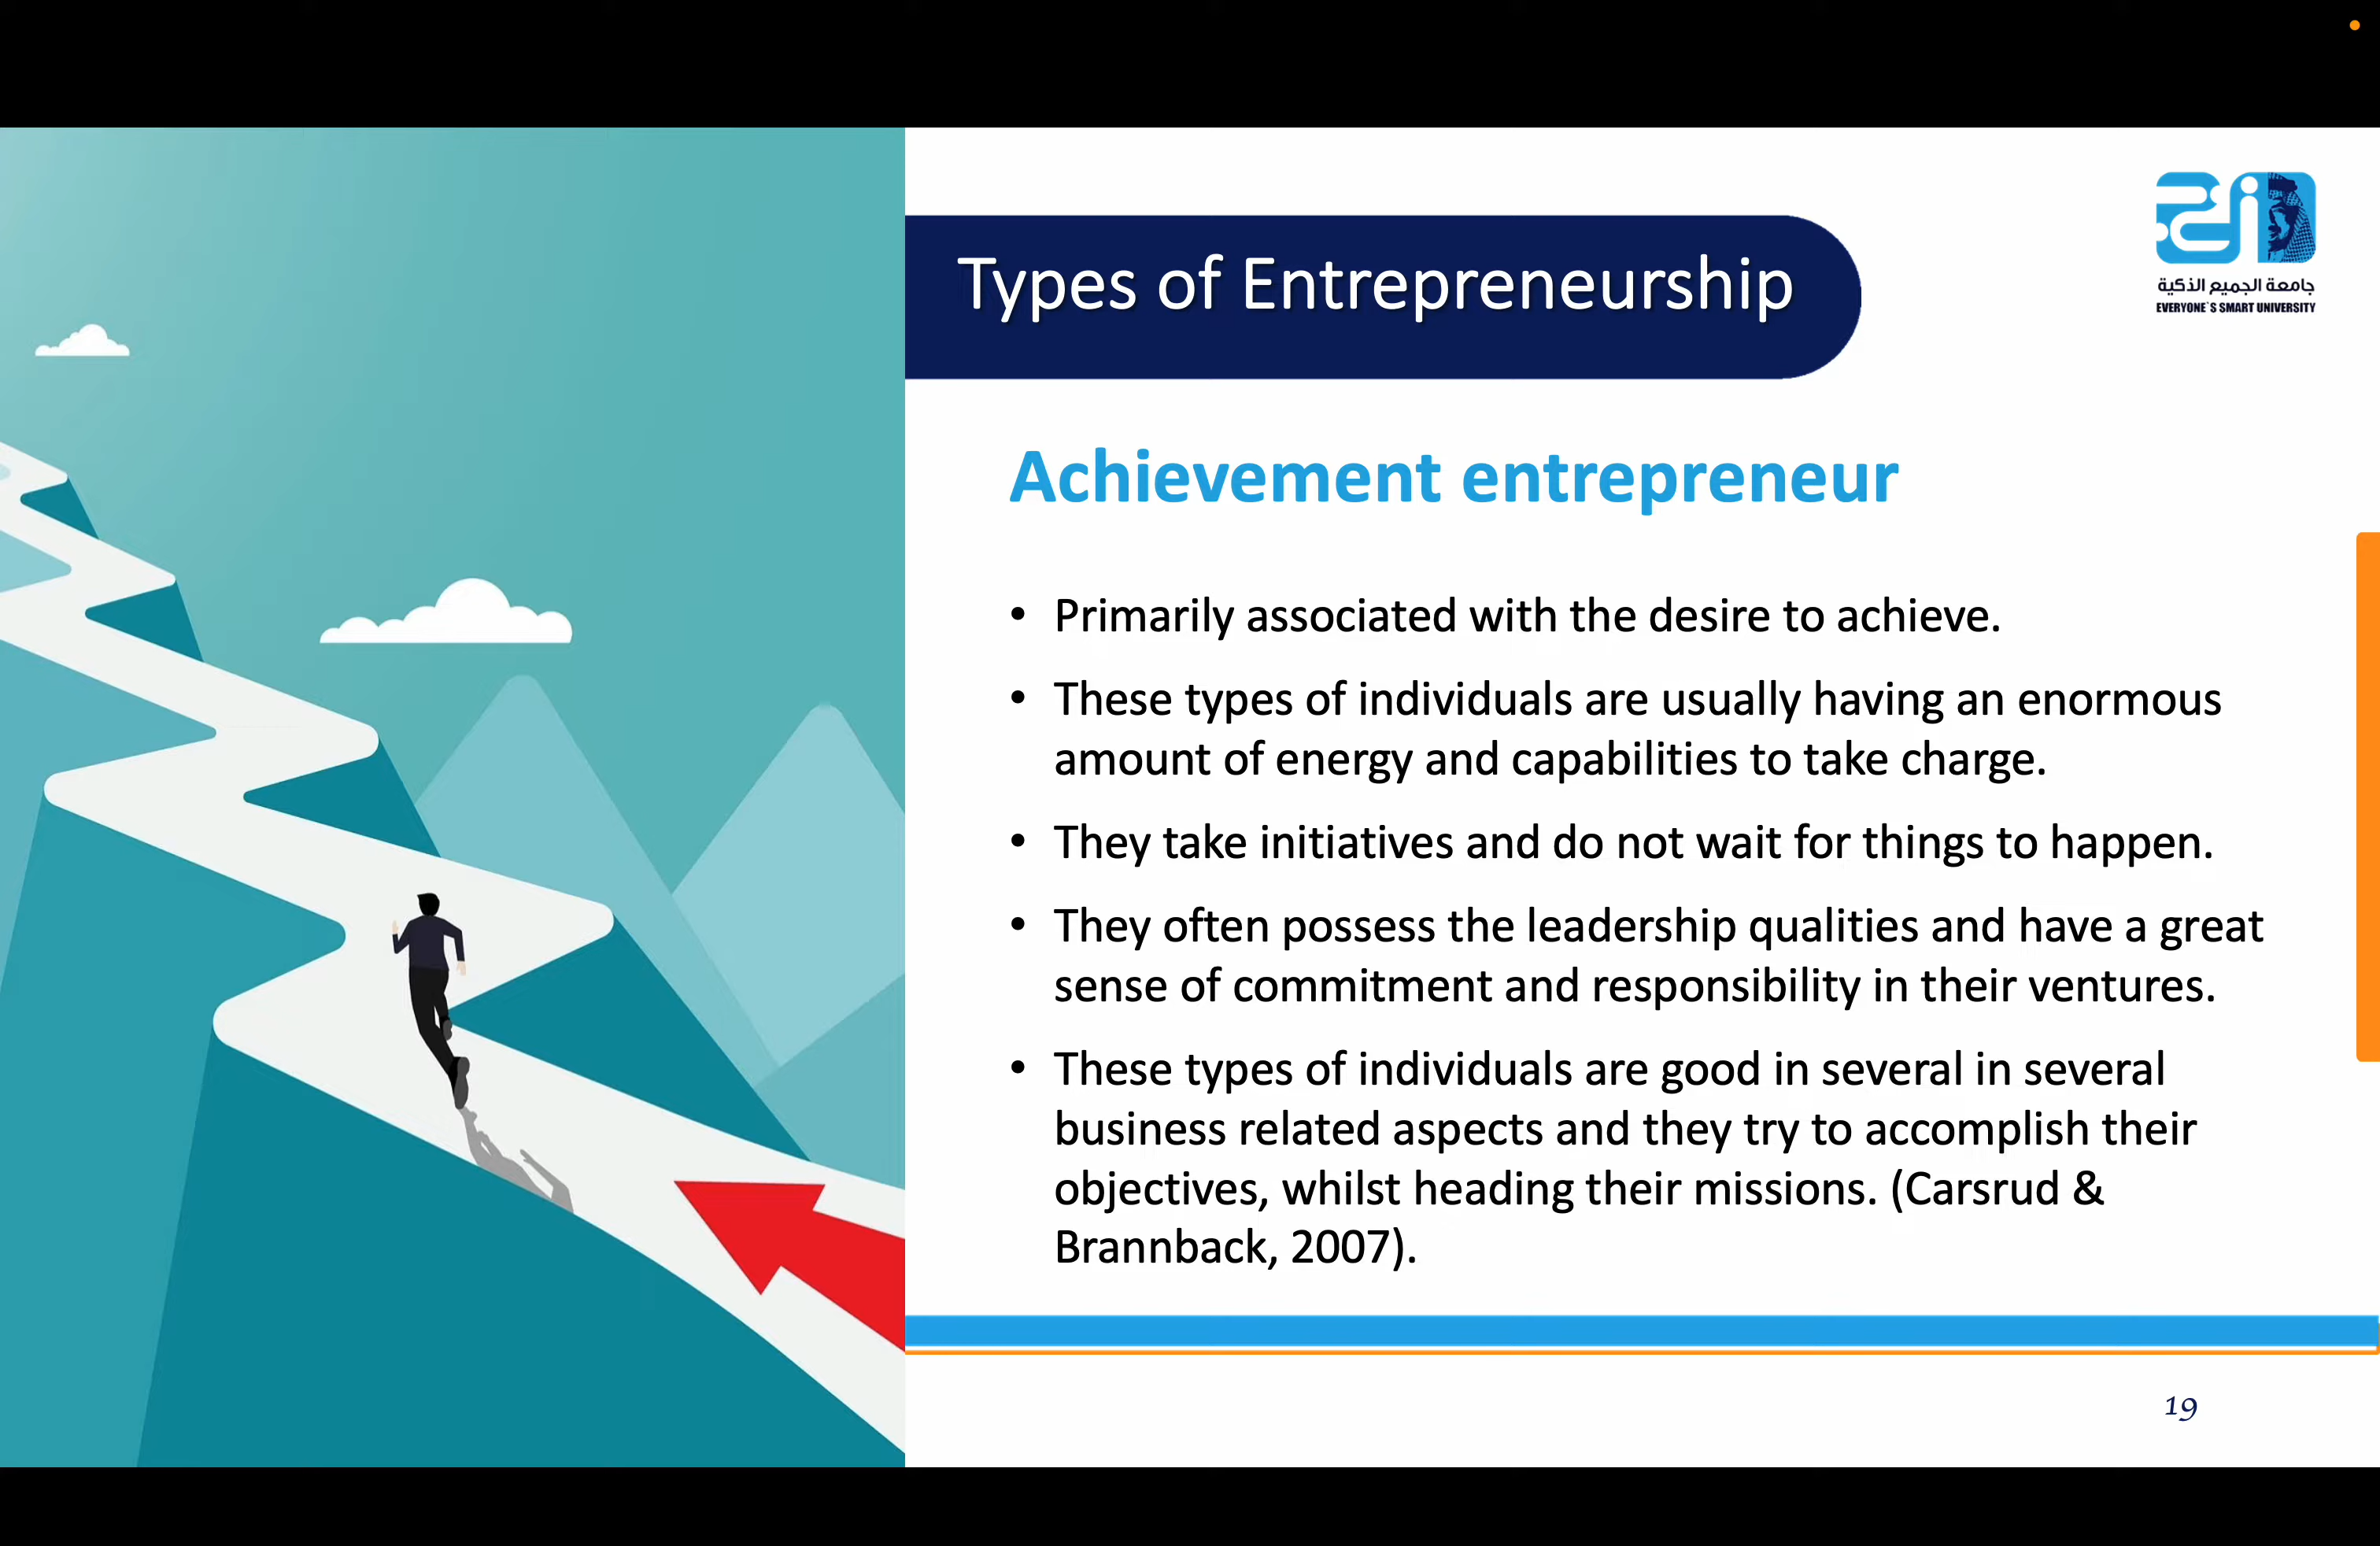 Types of Entrepreneurship
جامعة الجميع الذكية
EVERYONE`S SMART UNIVERSITY
Achievement entrepreneur
• Primarily associated with the desire to achieve.
• These types of individuals are usually having an enormous
amount of energy and capabilities to take charge.
• They take initiatives and do not wait for things to happen.
• They often possess the leadership qualities and have a great
sense of commitment and responsibility in their ventures.
• These types of individuals are good in several in several
business related aspects and they try to accomplish their
objectives, whilst heading their missions. (Carsrud &
Brannback, 2007).
19